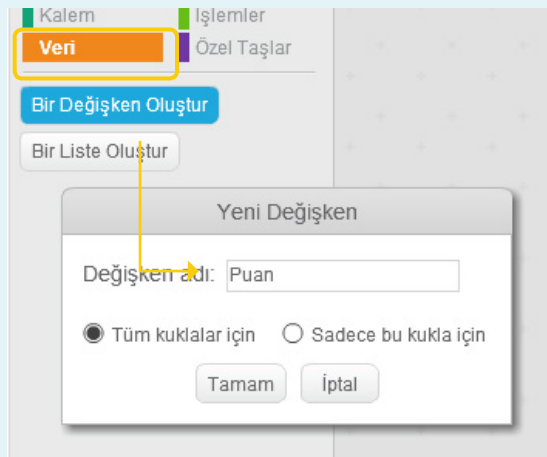 Kalem İşlemler
Veri Özel Taşlar
Bir Değişken Oluştur
Bir Liste Oluştur
Yeni Değişken
Değişken adı: Puan
Tüm kuklalar için Sadece bu kukla için
Tamam İptal